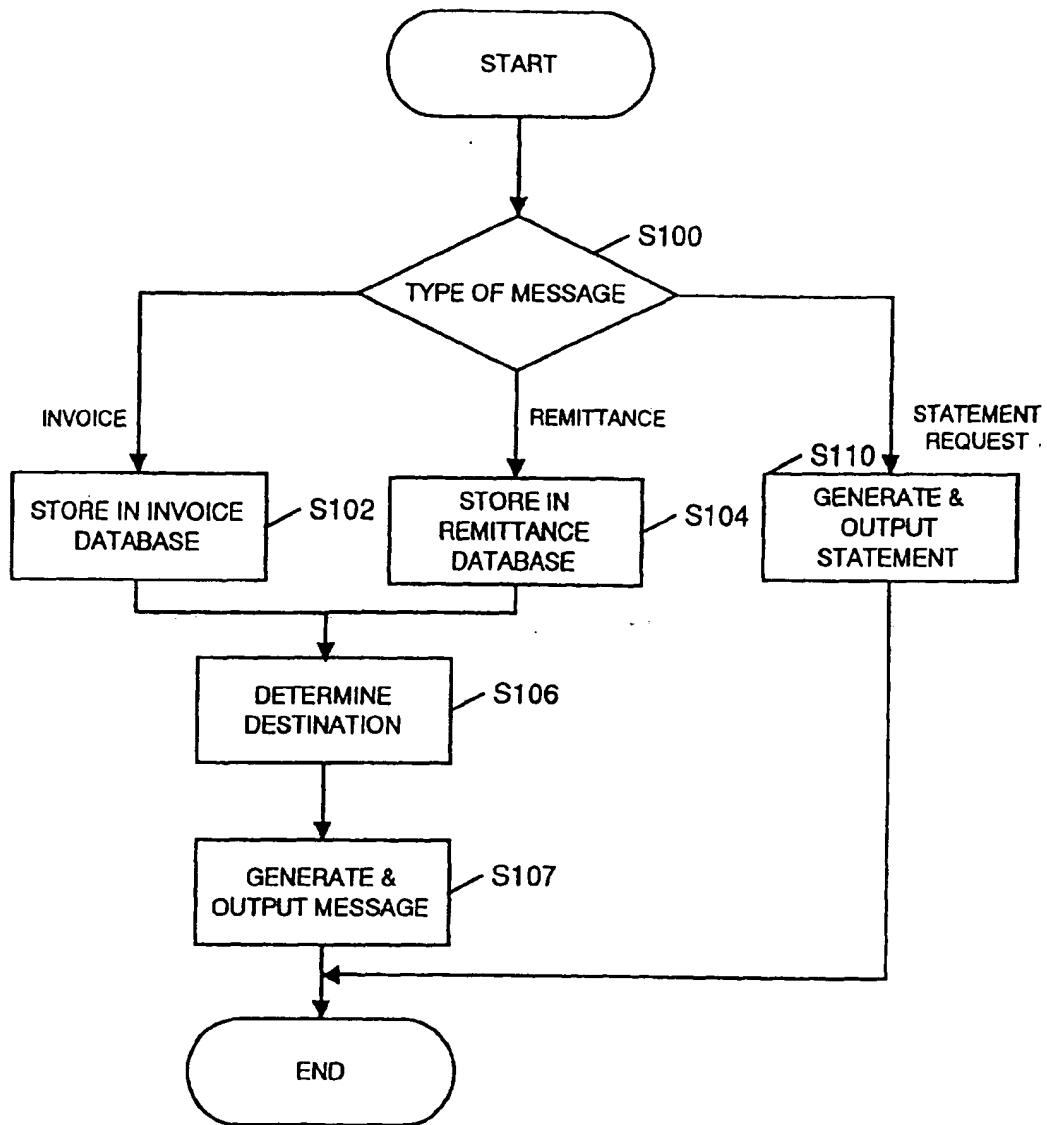 START
S100
TYPE OF MESSAGE
INVOICE
REMITTANCE
STATEMENT
REQUEST
STORE IN INVOICE
DATABASE
S102
STORE IN
REMITTANCE
DATABASE
S104
S110
GENERATE &
OUTPUT
STATEMENT
DETERMINE
DESTINATION
S106
GENERATE &
OUTPUT MESSAGE
S107
END